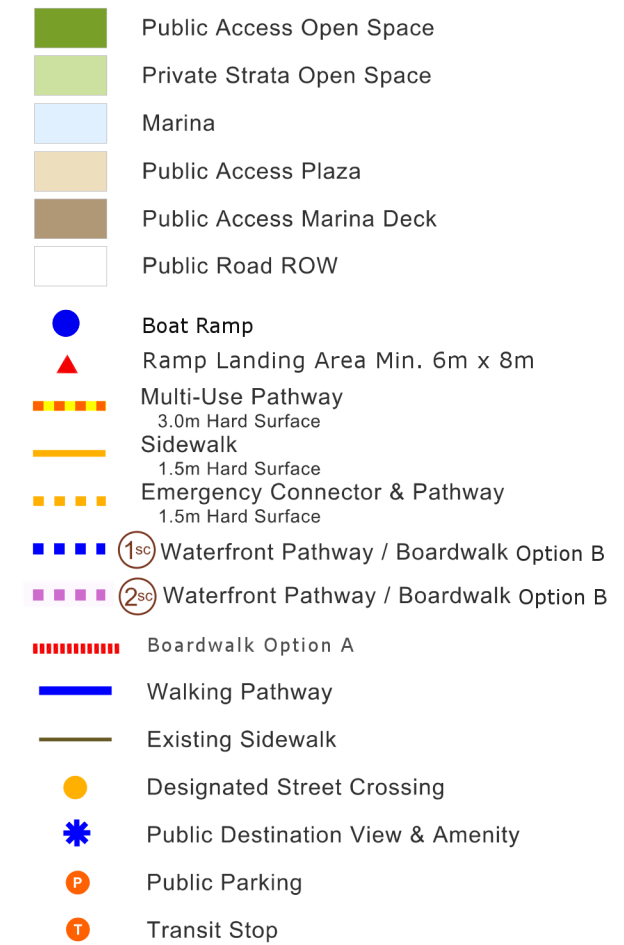 Public Access Open Space
Private Strata Open Space
Marina
Public Access Plaza
Public Access Marina Deck
Public Road ROW
Boat Ramp
Ramp Landing Area Min. 6m x 8m
Multi-Use Pathway
3.0m Hard Surface
Sidewalk
1.5m Hard Surface
Emergency Connector & Pathway
1.5m Hard Surface
1sc Waterfront Pathway / Boardwalk Option B
2sc Waterfront Pathway / Boardwalk Option B
Boardwalk Option A
Walking Pathway
Existing Sidewalk
Designated Street Crossing
Public Destination View & Amenity
P Public Parking
T Transit Stop